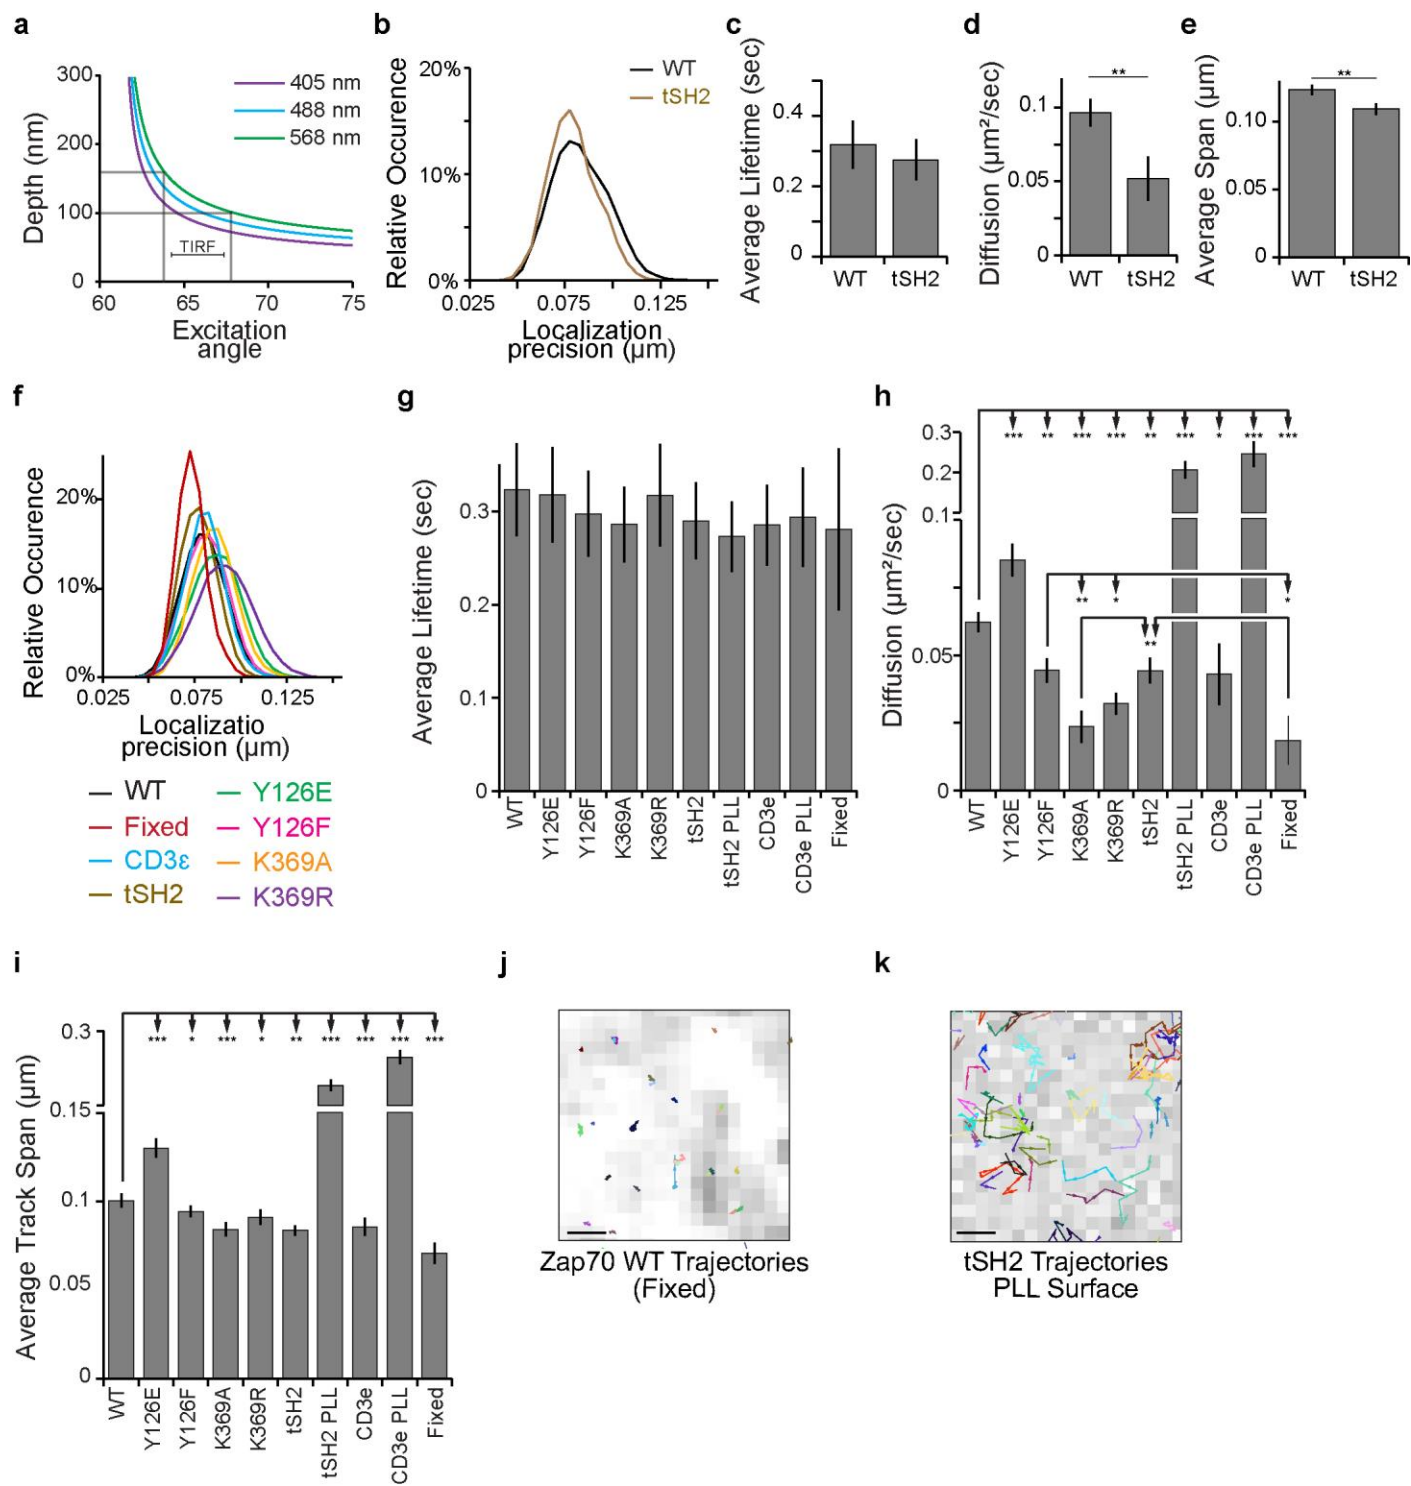 a
300
200
100
0
Depth (nm)
405 nm
488 nm
568 nm
TIRF
60
65
70
75
Excitation
angle
b
20%
10%
0%
Relative Occurence
WT
tSH2
0.025
0.075
0.125
Localization
precision (µm)
c
Average Lifetime (sec)
0.4
0.2
0
WT
tSH2
d
Diffusion (µm²/sec)
**
0.1
0.05
0
WT
tSH2
e
Average Span (µm)
**
0.10
0.05
0
WT
tSH2
f
Relative Occurence
20%
10%
0%
0.025
0.075
0.125
Localizatio
precision (µm)
WT
Fixed
CD3ε
tSH2
Y126E
Y126F
K369A
K369R
g
Average Lifetime (sec)
0.3
0.2
0.1
0
WT
Y126E
Y126F
K369A
K369R
tSH2
tSH2 PLL
CD3e
CD3e PLL
Fixed
h
Diffusion (µm²/sec)
0.3
0.2
0.1
0.05
0
*** ** *** *** ** *** * *** ***
** * *
**
WT
Y126E
Y126F
K369A
K369R
tSH2
tSH2 PLL
CD3e
CD3e PLL
Fixed
i
Average Track Span (µm)
0.3
0.15
0.1
0.05
0
*** * *** * ** *** *** *** ***
WT
Y126E
Y126F
K369A
K369R
tSH2
tSH2 PLL
CD3e
CD3e PLL
Fixed
j
Zap70 WT Trajectories
(Fixed)
k
tSH2 Trajectories
PLL Surface